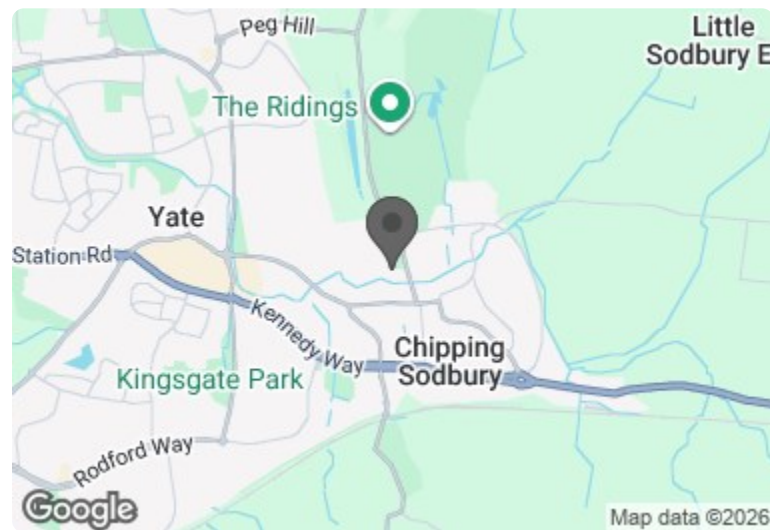 Peg Hill
Little
Sodbury E
The Ridings
Yate
Station Rd
Kennedy Way
Chipping
Sodbury
Kingsgate Park
Rodford Way
Google
Map data ©2026